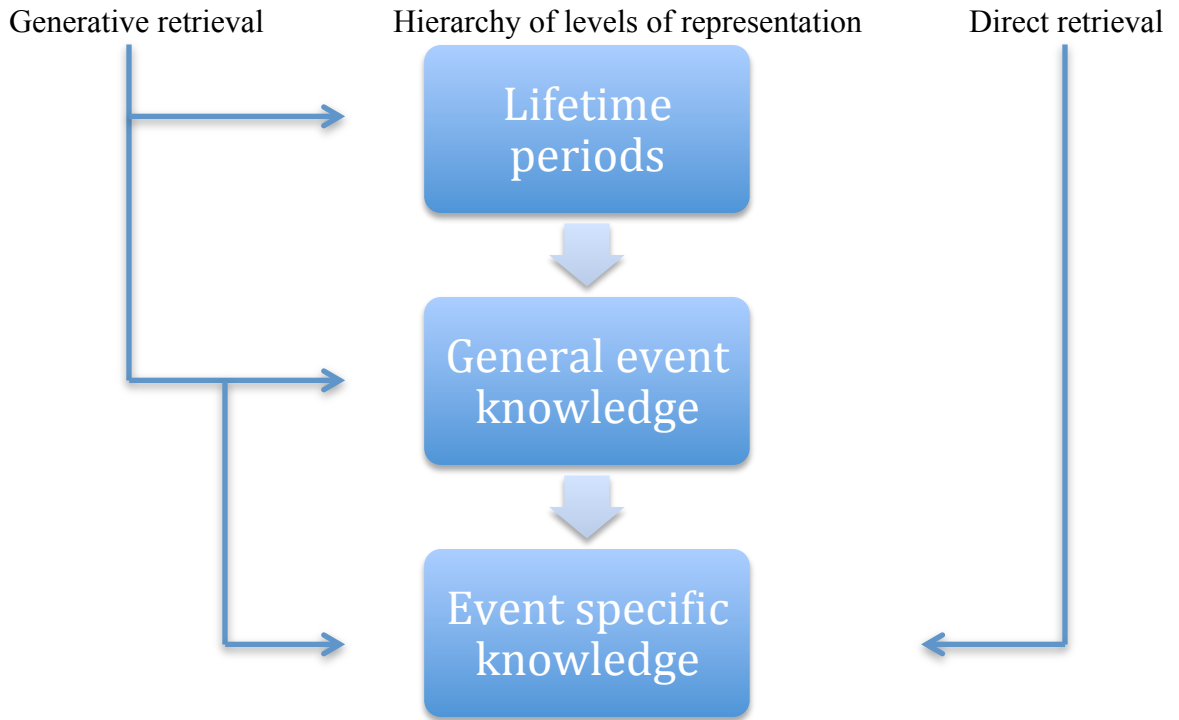 Generative retrieval
Hierarchy of levels of representation
Direct retrieval
Lifetime
periods
General event
knowledge
Event specific
knowledge